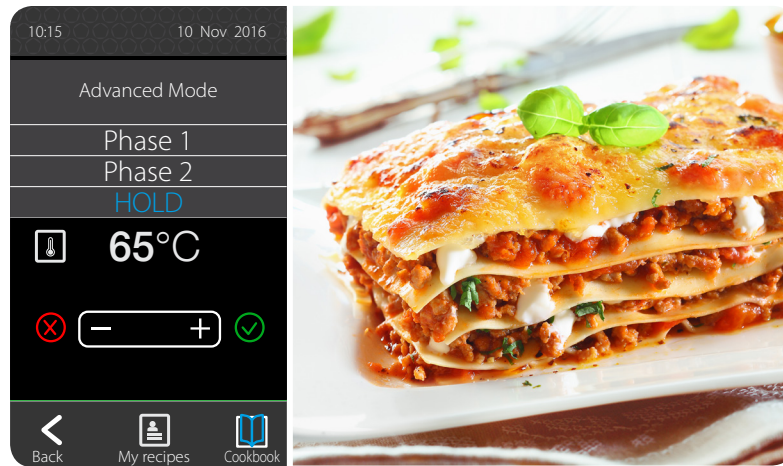 10:15 10 Nov 2016
Advanced Mode
Phase 1
Phase 2
HOLD
65°C
Back My recipes Cookbook